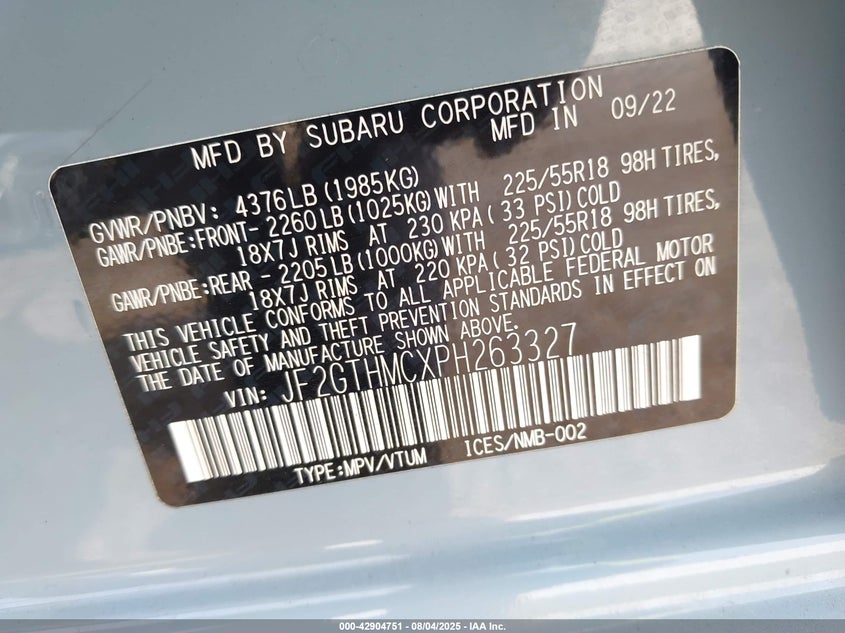 MFD BY SUBARU CORPORATION
MFD IN 09/22
GVWR/PNBV: 4376LB(1985KG)
GAWR/PNBE:FRONT- 2260LB(1025KG)WITH 225/55R18 98H TIRES,
18X7J RIMS AT 230 KPA(33 PSI)COLD
GAWR/PNBE:REAR - 2205LB(1000KG)WITH 225/55R18 98H TIRES,
18X7J RIMS AT 220 KPA(32 PSI)COLD
THIS VEHICLE CONFORMS TO ALL APPLICABLE FEDERAL MOTOR
VEHICLE SAFETY AND THEFT PREVENTION STANDARDS IN EFFECT ON
THE DATE OF MANUFACTURE SHOWN ABOVE.
VIN: JF2GTHMCXPH263327
TYPE:MPV/VTUM ICES/NMB-002
000-42904751 - 08/04/2025 - IAA Inc.